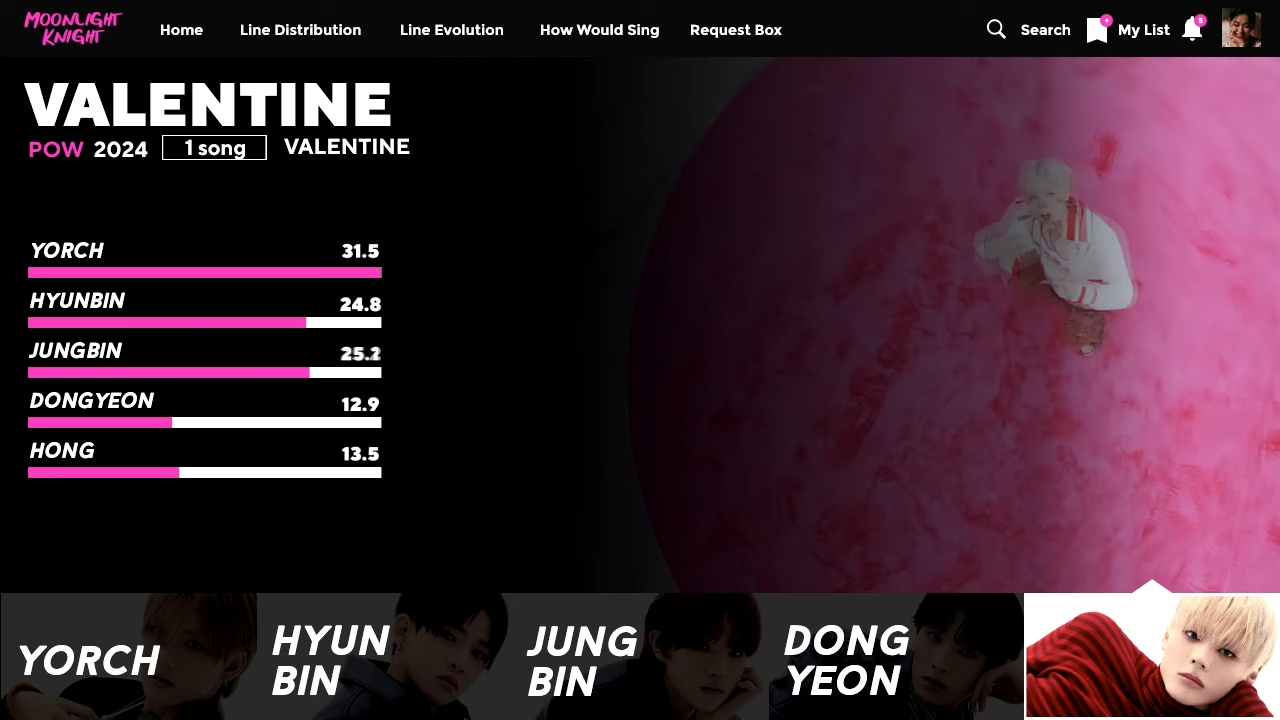 MOONLIGHT
KNIGHT
Home Line Distribution Line Evolution How Would Sing Request Box Search + My List 5
VALENTINE
POW 2024 1 song VALENTINE
YORCH 31.5
HYUNBIN 24.8
JUNGBIN 25.2
DONGYEON 12.9
HONG 13.5
YORCH
HYUN
BIN
JUNG
BIN
DONG
YEON